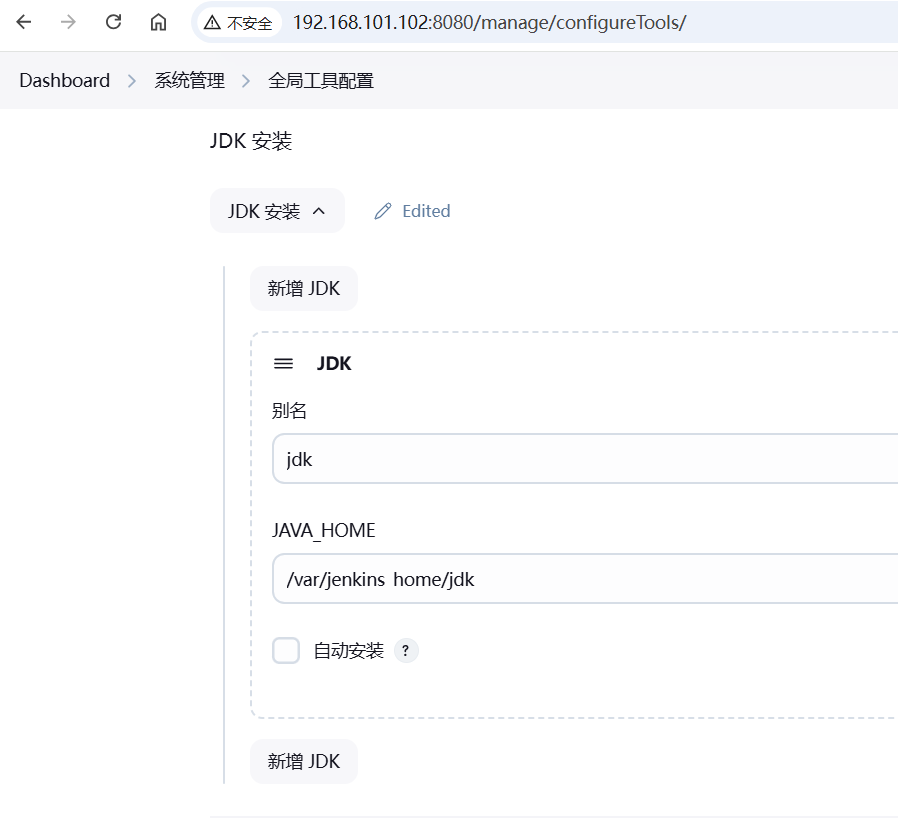 不安全 192.168.101.102:8080/manage/configureTools/
Dashboard 系统管理 全局工具配置
JDK 安装
JDK 安装 Edited
新增 JDK
JDK
别名
jdk
JAVA_HOME
/var/jenkins_home/jdk
自动安装 ?
新增 JDK